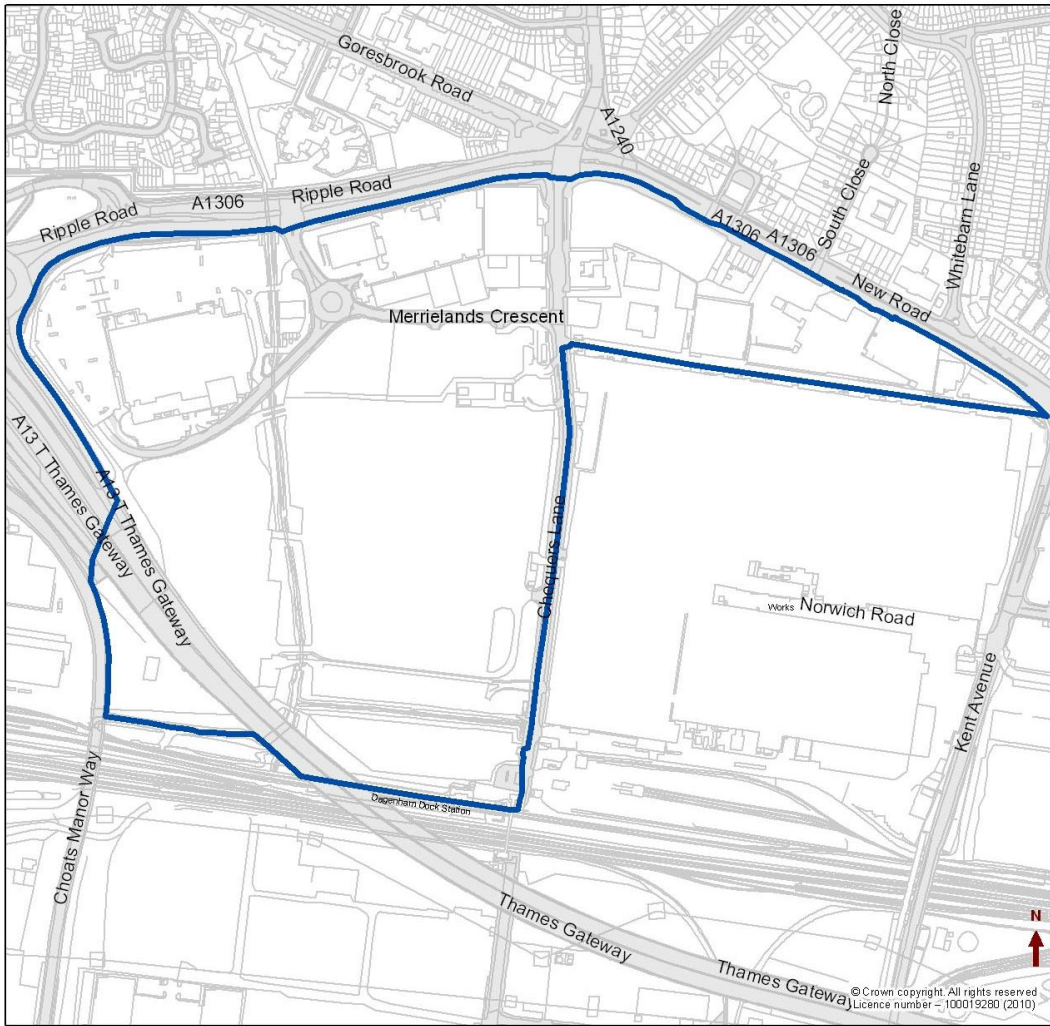 Goresbrook Road
North Close
A1240
Ripple Road
A1306
Ripple Road
South Close
Whitebarn Lane
A1306
A1306
New Road
Merrielands Crescent
A13 T Thames Gateway
A13 T Thames Gateway
Chequers Lane
Works
Norwich Road
Kent Avenue
Choats Manor Way
Dagenham Dock Station
Thames Gateway
Thames Gateway
N
© Crown copyright. All rights reserved
Licence number – 100019280 (2010)